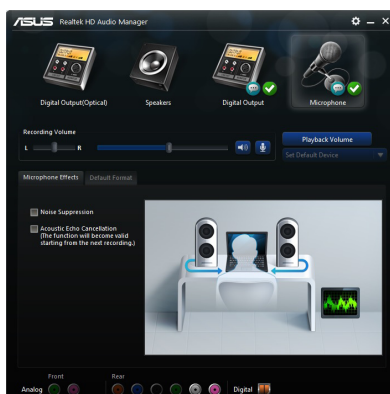 ASUS Realtek HD Audio Manager
Digital Output(Optical) Speakers Digital Output Microphone
Recording Volume
L R
Playback Volume
Set Default Device
Microphone Effects Default Format
Noise Suppression
Acoustic Echo Cancellation
(The function will become valid
starting from the next recording.)
Front Rear
Analog Digital